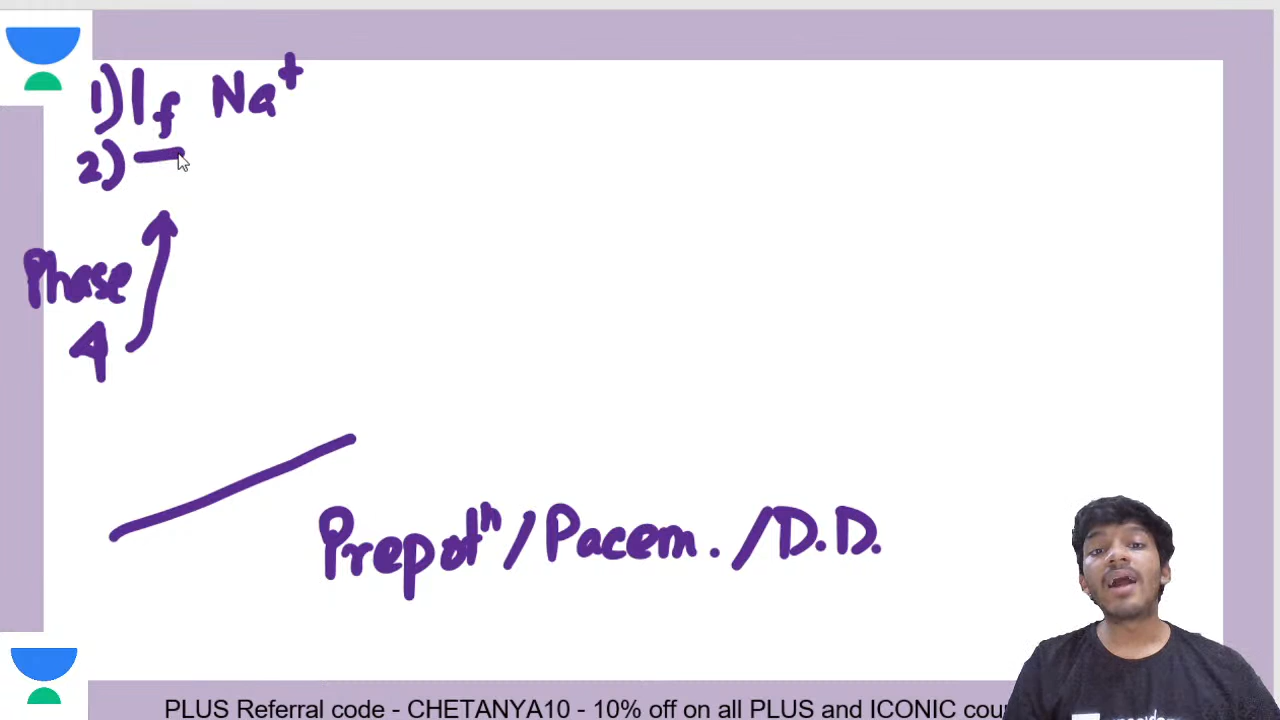 1) If Na+
2) —
Phase
4
Prepotn / Pacem. / D.D.
PLUS Referral code - CHETANYA10 - 10% off on all PLUS and ICONIC